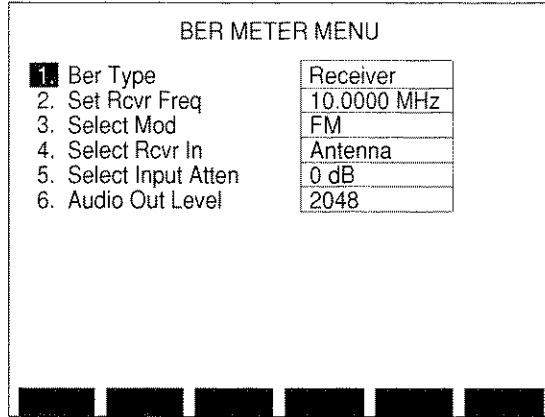 BER METER MENU
1. Ber Type Receiver
2. Set Rcvr Freq 10.0000 MHz
3. Select Mod FM
4. Select Rcvr In Antenna
5. Select Input Atten 0 dB
6. Audio Out Level 2048